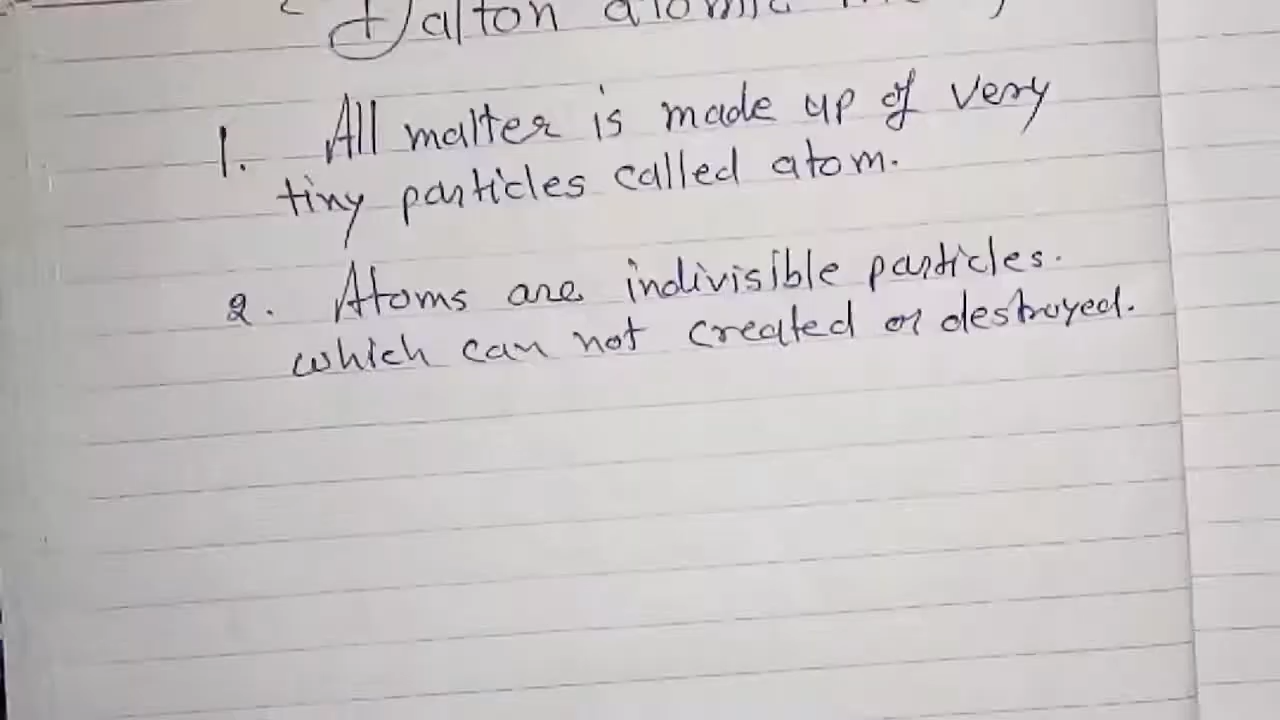 Dalton atomic
1. All matter is made up of very
tiny particles called atom.
2. Atoms are indivisible particles.
which can not created or destroyed.